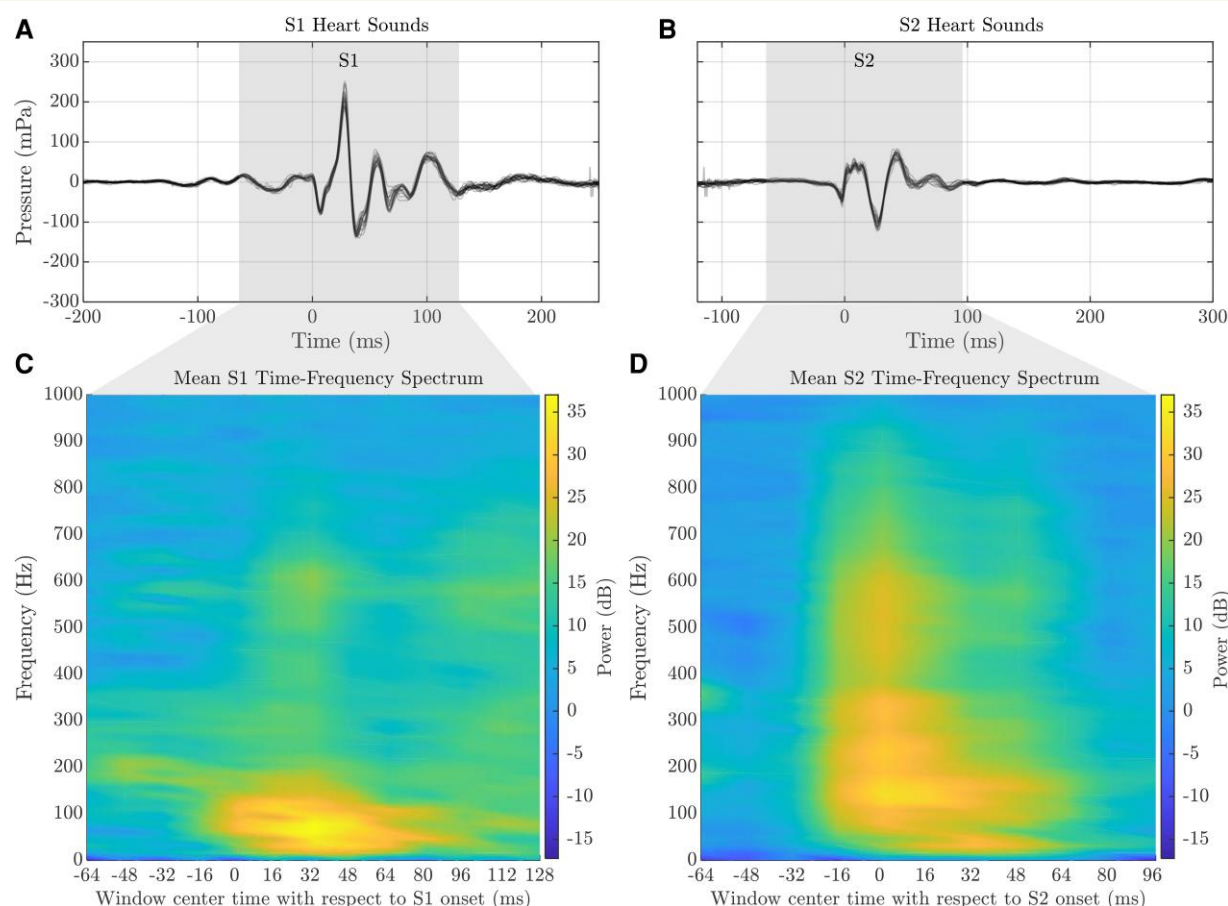 A
S1 Heart Sounds
S1
Pressure (mPa)
300
200
100
0
-100
-200
-300
-200
-100
0
100
200
Time (ms)
B
S2 Heart Sounds
S2
-100
0
100
200
300
Time (ms)
C
Mean S1 Time-Frequency Spectrum
Frequency (Hz)
1000
900
800
700
600
500
400
300
200
100
0
-64 -48 -32 -16 0 16 32 48 64 80 96 112 128
Window center time with respect to S1 onset (ms)
35
30
25
20
15
10
5
0
-5
-10
-15
Power (dB)
D
Mean S2 Time-Frequency Spectrum
Frequency (Hz)
1000
900
800
700
600
500
400
300
200
100
0
-64 -48 -32 -16 0 16 32 48 64 80 96
Window center time with respect to S2 onset (ms)
35
30
25
20
15
10
5
0
-5
-10
-15
Power (dB)